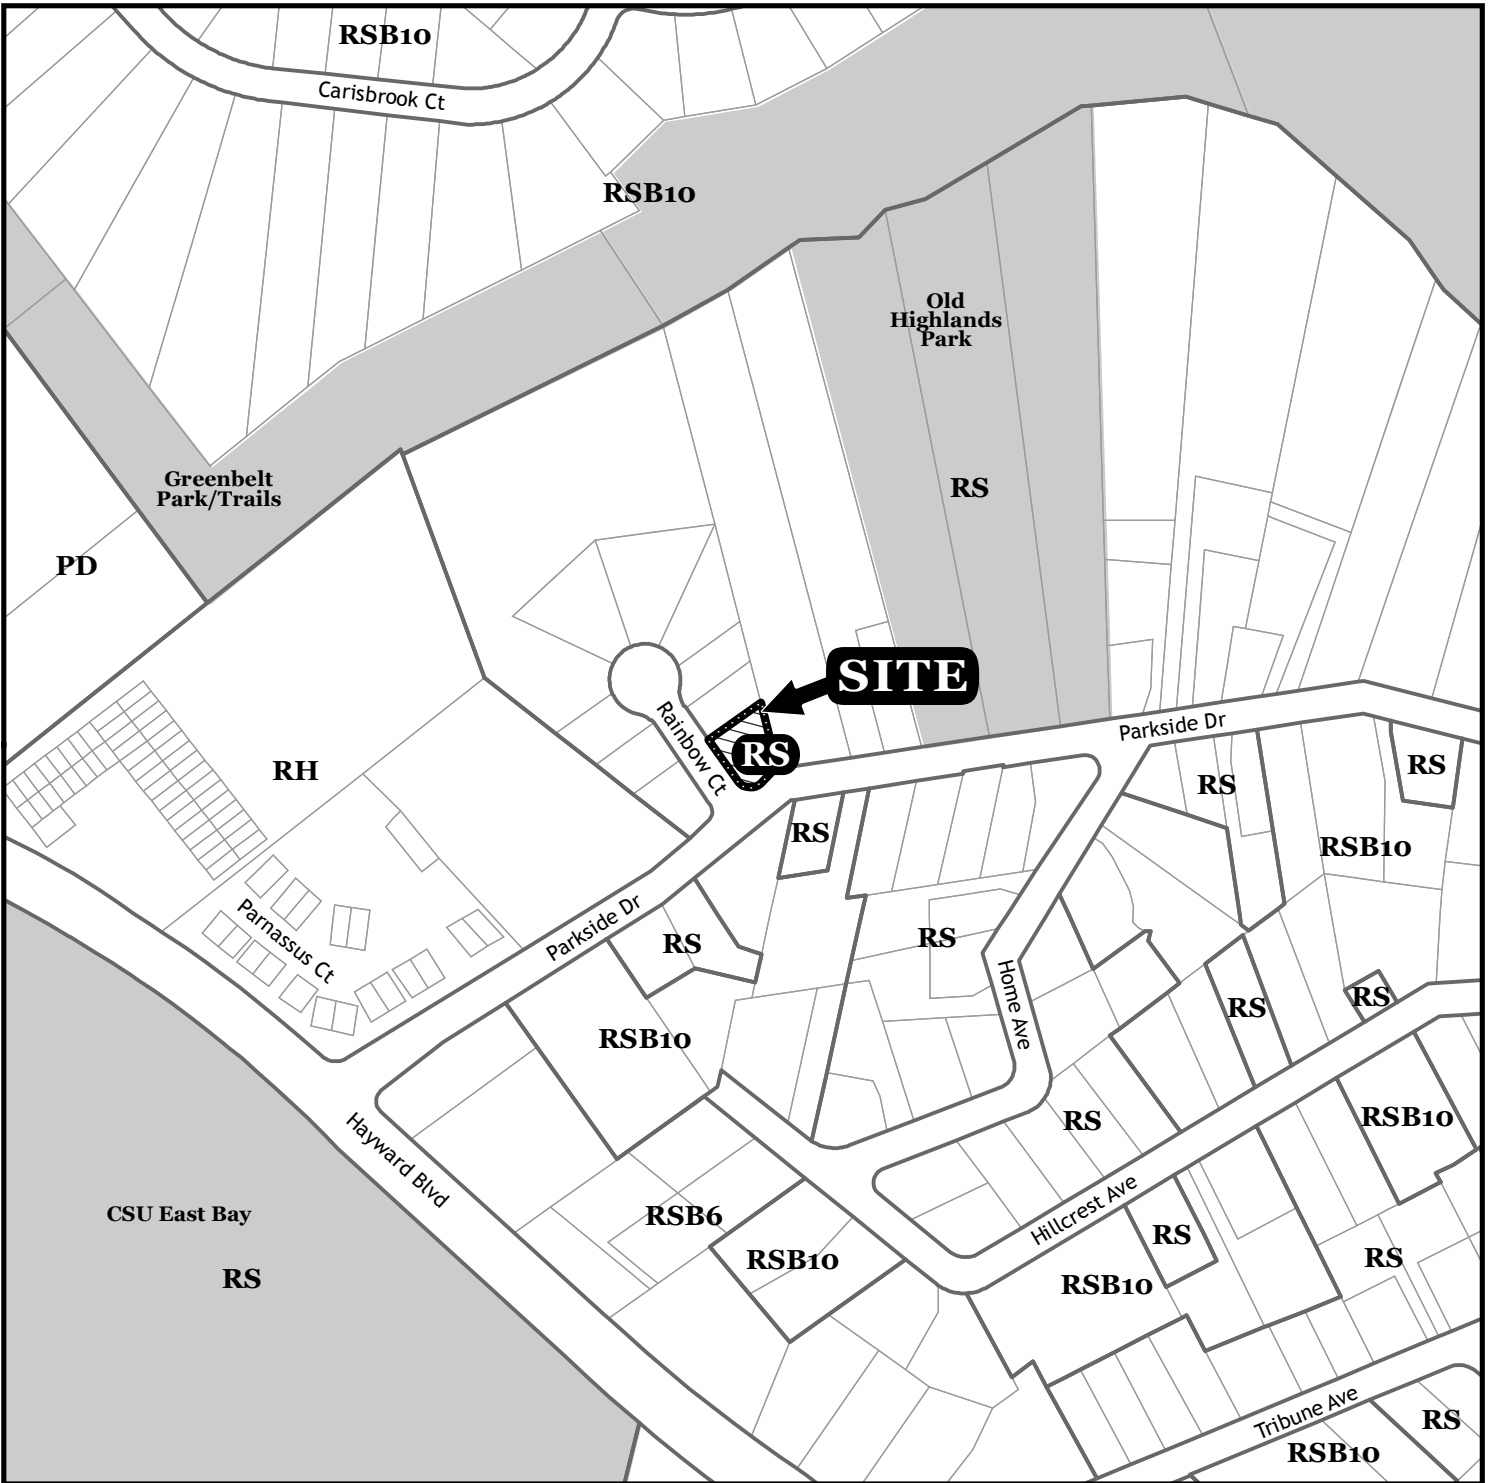 RSB10
Carisbrook Ct
RSB10
Old
Highlands
Park
Greenbelt
Park/Trails
RS
PD
SITE
Rainbow Ct
RS
Parkside Dr
RH
RS
RS
RS
RSB10
Parnassus Ct
Parkside Dr
RS
RS
Home Ave
RS
RS
RSB10
Hayward Blvd
RS
RSB10
CSU East Bay
RSB6
Hillcrest Ave
RS
RSB10
RS
RS
RSB10
Tribune Ave
RS
RSB10